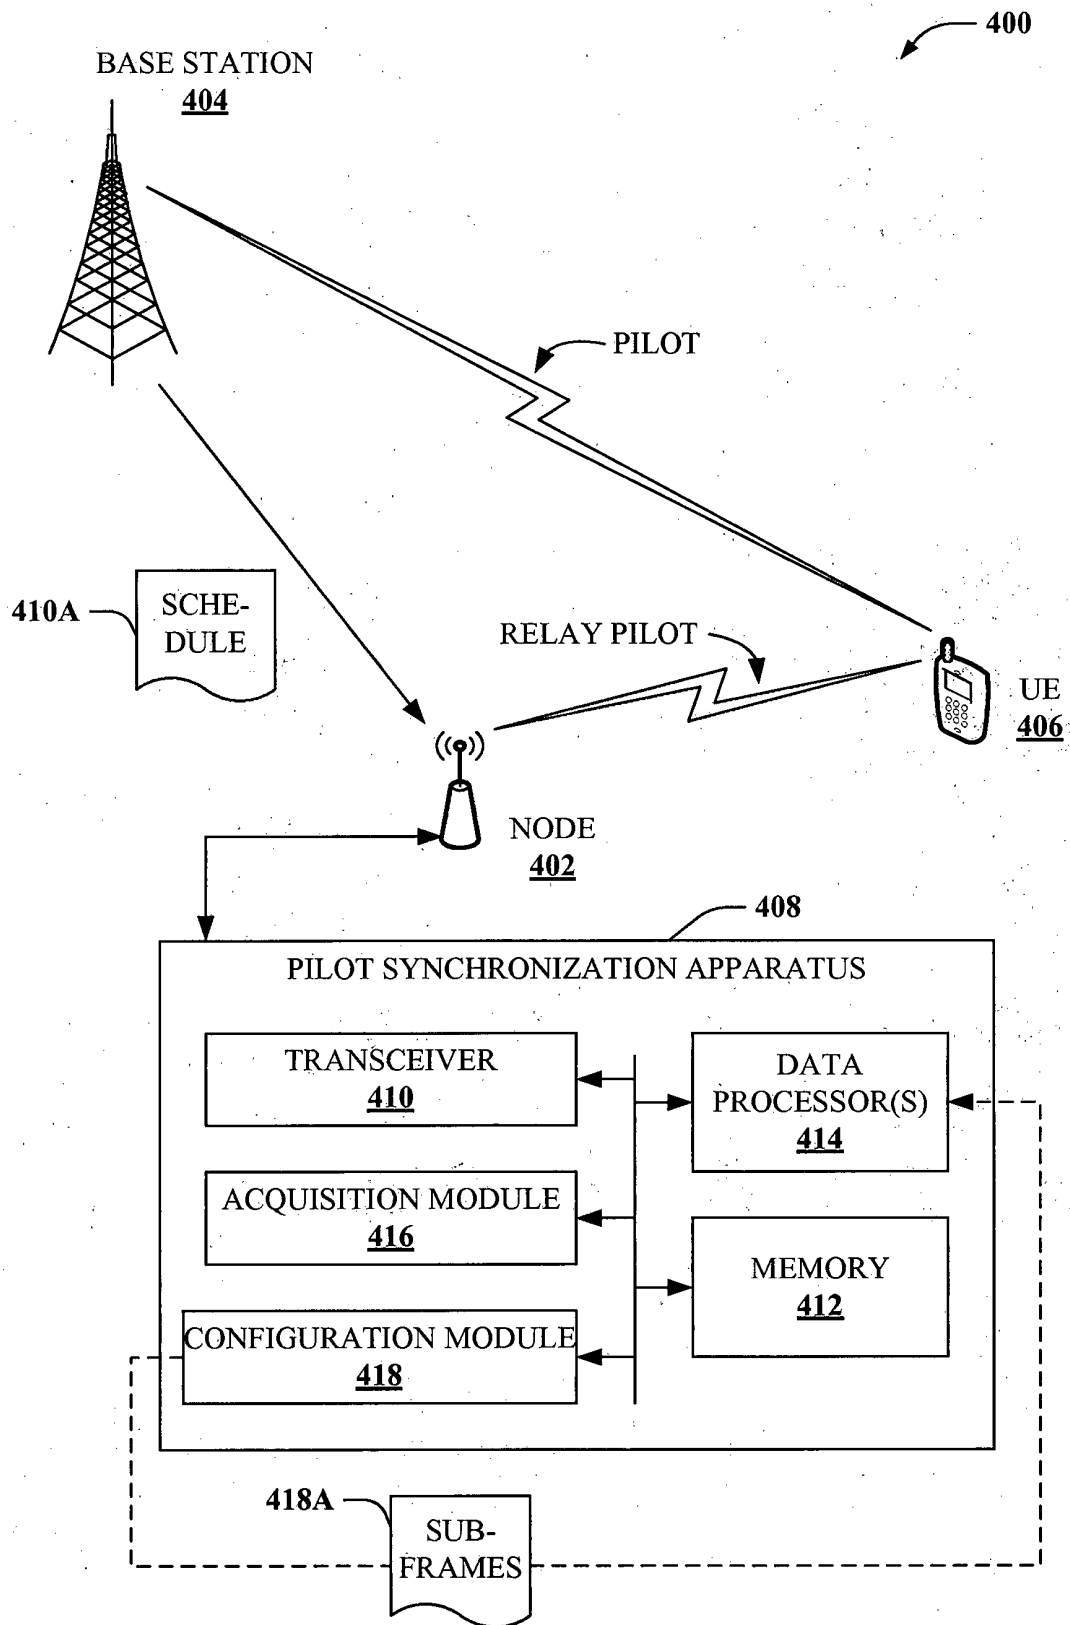 400
BASE STATION
404
PILOT
410A
SCHE-
DULE
RELAY PILOT
UE
406
NODE
402
408
PILOT SYNCHRONIZATION APPARATUS
TRANSCEIVER
410
DATA
PROCESSOR(S)
414
ACQUISITION MODULE
416
MEMORY
412
CONFIGURATION MODULE
418
418A
SUB-
FRAMES